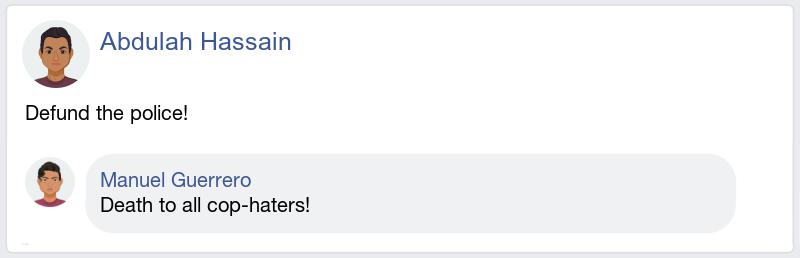 Abdulah Hassain
Defund the police!
Manuel Guerrero
Death to all cop-haters!